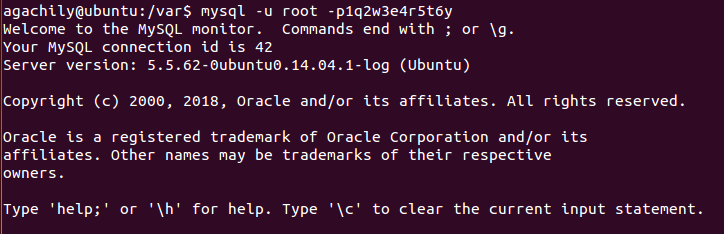 agachily@ubuntu:/var$ mysql -u root -p1q2w3e4r5t6y
Welcome to the MySQL monitor.  Commands end with ; or \g.
Your MySQL connection id is 42
Server version: 5.5.62-0ubuntu0.14.04.1-log (Ubuntu)

Copyright (c) 2000, 2018, Oracle and/or its affiliates. All rights reserved.

Oracle is a registered trademark of Oracle Corporation and/or its
affiliates. Other names may be trademarks of their respective
owners.

Type 'help;' or '\h' for help. Type '\c' to clear the current input statement.